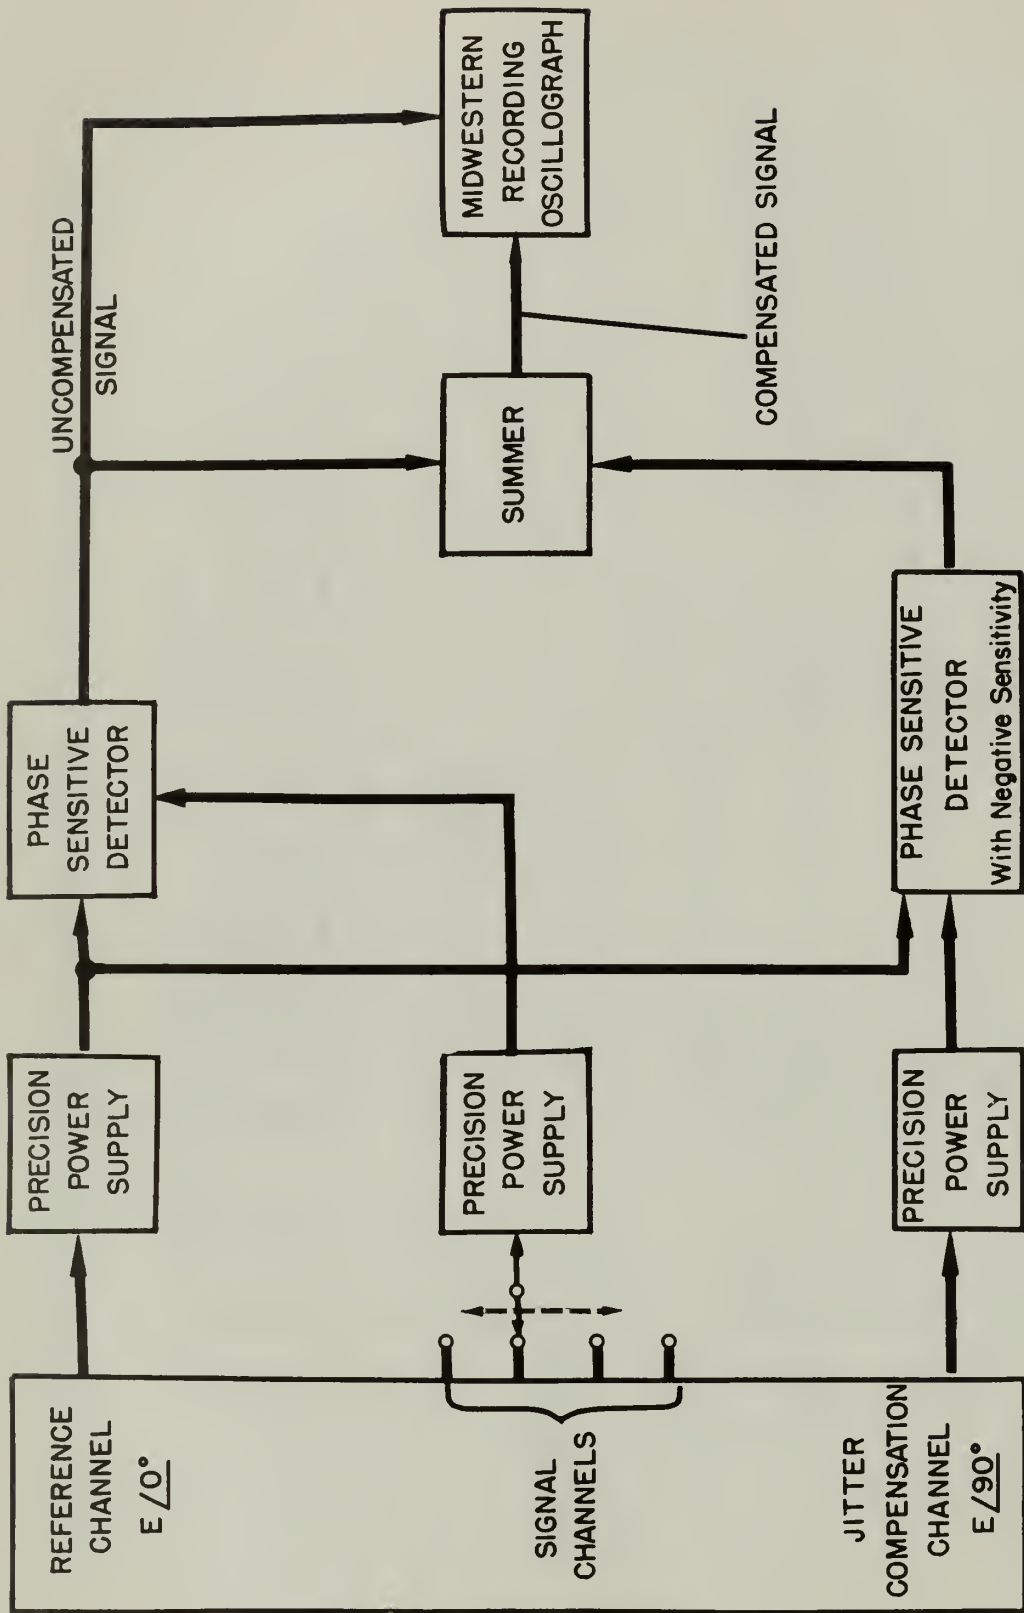 REFERENCE
CHANNEL
E /0°
SIGNAL
CHANNELS
JITTER
COMPENSATION
CHANNEL
E /90°
PRECISION
POWER
SUPPLY
PRECISION
POWER
SUPPLY
PRECISION
POWER
SUPPLY
PHASE
SENSITIVE
DETECTOR
PHASE SENSITIVE
DETECTOR
With Negative Sensitivity
UNCOMPENSATED
SIGNAL
SUMMER
COMPENSATED SIGNAL
MIDWESTERN
RECORDING
OSCILLOGRAPH